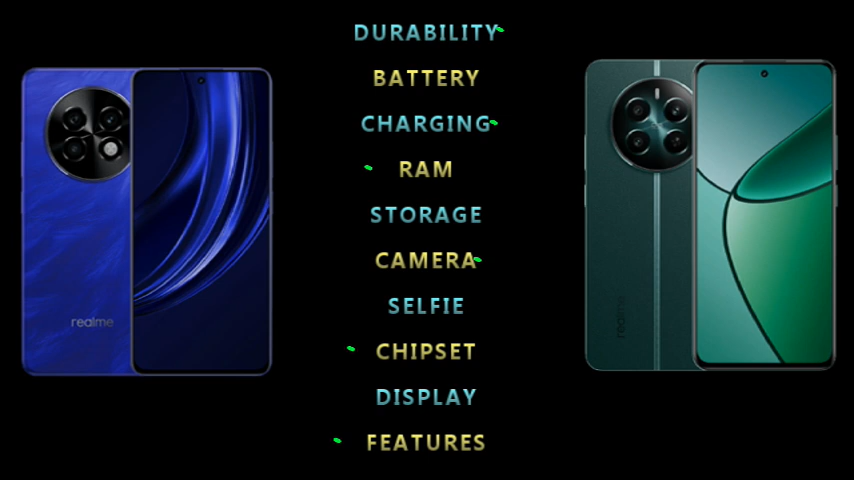 DURABILITY
BATTERY
CHARGING
RAM
STORAGE
CAMERA
SELFIE
CHIPSET
DISPLAY
FEATURES
realme
realme